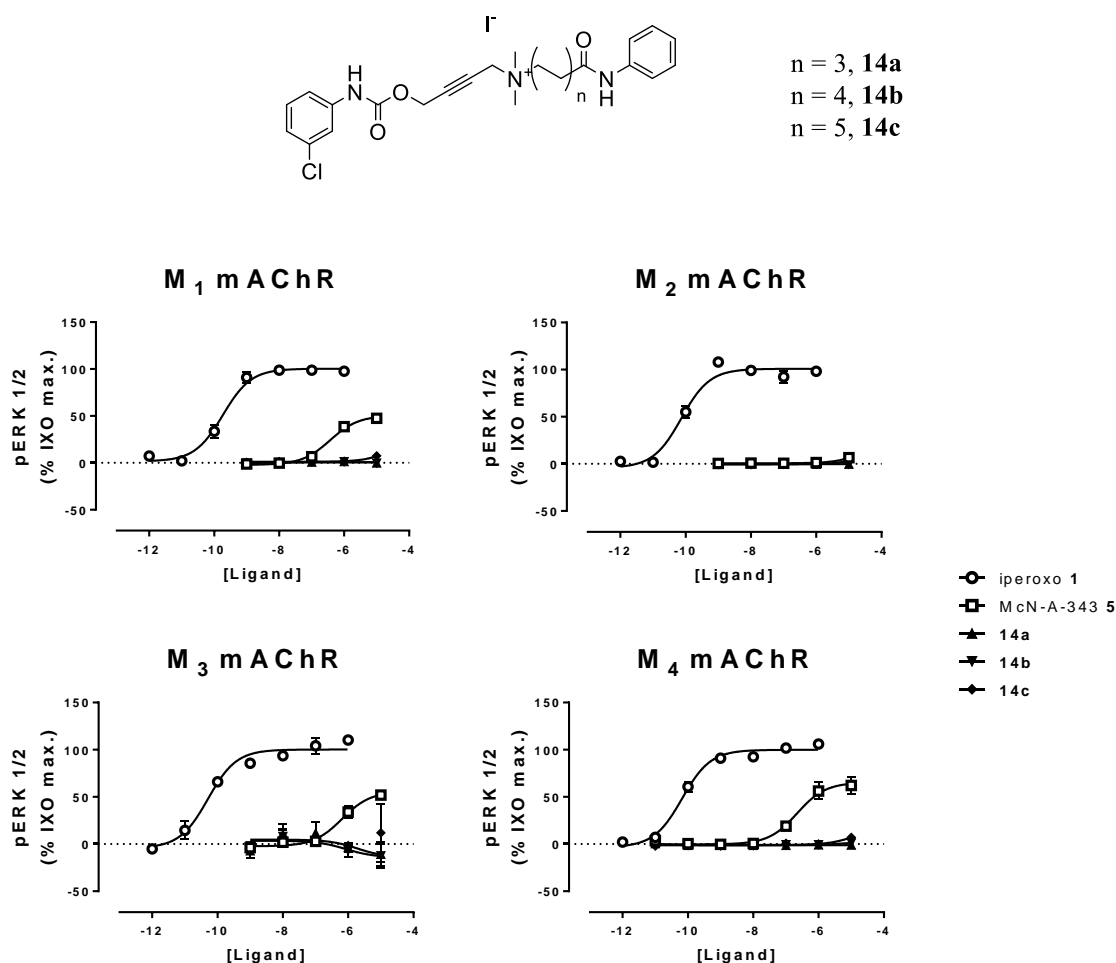 I-
H
N
O
O
N+
n
O
N
H
Cl
n = 3, 14a
n = 4, 14b
n = 5, 14c
M1 mAChR
pERK 1/2
(% IXO max.)
150
100
50
0
-50
-12
-10
-8
-6
-4
[Ligand]
M2 mAChR
pERK 1/2
(% IXO max.)
150
100
50
0
-50
-12
-10
-8
-6
-4
[Ligand]
iperoxo 1
McN-A-343 5
14a
14b
14c
M3 mAChR
pERK 1/2
(% IXO max.)
150
100
50
0
-50
-12
-10
-8
-6
-4
[Ligand]
M4 mAChR
pERK 1/2
(% IXO max.)
150
100
50
0
-50
-12
-10
-8
-6
-4
[Ligand]